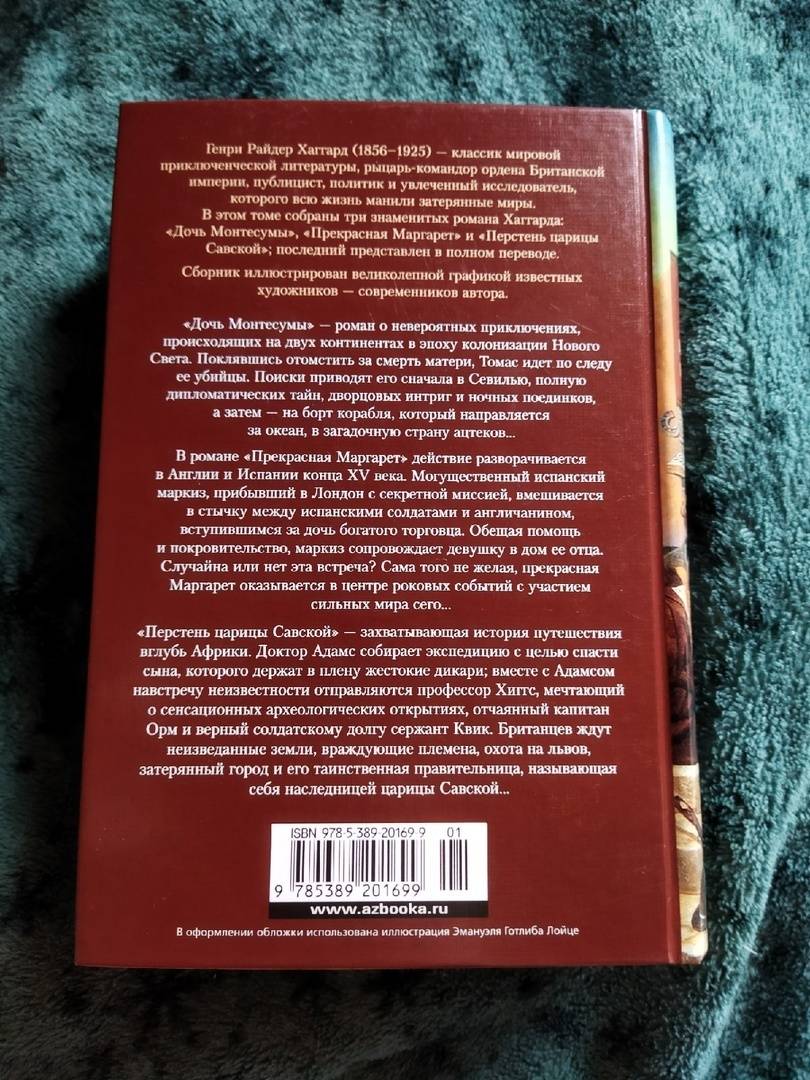 Генри Райдер Хаггард (1856–1925) — классик мировой
приключенческой литературы, рыцарь-командор ордена Британской
империи, публицист, политик и увлеченный исследователь,
которого всю жизнь манили затерянные миры.
В этом томе собраны три знаменитых романа Хаггарда:
«Дочь Монтесумы», «Прекрасная Маргарет» и «Перстень царицы
Савской»; последний представлен в полном переводе.
Сборник иллюстрирован великолепной графикой известных
художников — современников автора.
«Дочь Монтесумы» — роман о невероятных приключениях,
происходящих на двух континентах в эпоху колонизации Нового
Света. Поклявшись отомстить за смерть матери, Томас идет по следу
ее убийцы. Поиски приводят его сначала в Севилью, полную
дипломатических тайн, дворцовых интриг и ночных поединков,
а затем — на борт корабля, который направляется
за океан, в загадочную страну ацтеков...
В романе «Прекрасная Маргарет» действие разворачивается
в Англии и Испании конца XV века. Могущественный испанский
маркиз, прибывший в Лондон с секретной миссией, вмешивается
в стычку между испанскими солдатами и англичанином,
вступившимся за дочь богатого торговца. Обещая помощь
и покровительство, маркиз сопровождает девушку в дом ее отца.
Случайна или нет эта встреча? Сама того не желая, прекрасная
Маргарет оказывается в центре роковых событий с участием
сильных мира сего...
«Перстень царицы Савской» — захватывающая история путешествия
вглубь Африки. Доктор Адамс собирает экспедицию с целью спасти
сына, которого держат в плену жестокие дикари; вместе с Адамсом
навстречу неизвестности отправляются профессор Хиггс, мечтающий
о сенсационных археологических открытиях, отчаянный капитан
Орм и верный солдатскому долгу сержант Квик. Британцев ждут
неизведанные земли, враждующие племена, охота на львов,
затерянный город и его таинственная правительница, называющая
себя наследницей царицы Савской...
ISBN 978-5-389-20169-9 01
9 785389 201699
www.azbooka.ru
В оформлении обложки использована иллюстрация Эмануэля Готлиба Лойце